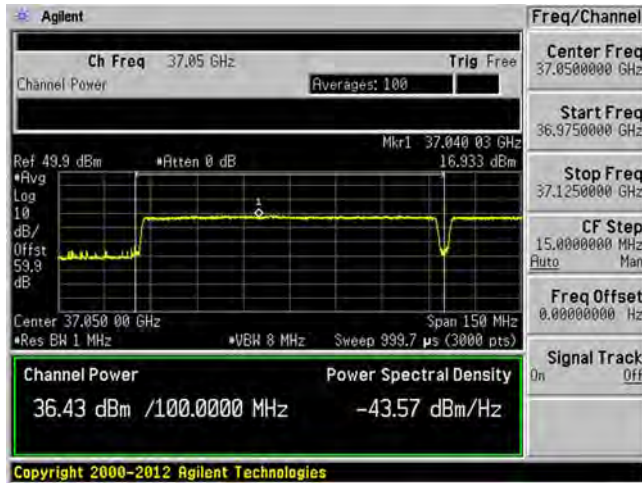 Agilent
Freq/Channel
Ch Freq 37.05 GHz Trig Free
Channel Power Averages: 100
Mkr1 37.040 03 GHz
Ref 49.9 dBm #Atten 0 dB 16.933 dBm
#Avg
Log
10
dB/
Offst
59.9
dB
1
Center 37.050 00 GHz Span 150 MHz
#Res BW 1 MHz #VBW 8 MHz Sweep 999.7 µs (3000 pts)
Channel Power Power Spectral Density
36.43 dBm /100.0000 MHz -43.57 dBm/Hz
Center Freq
37.0500000 GHz
Start Freq
36.9750000 GHz
Stop Freq
37.1250000 GHz
CF Step
15.0000000 MHz
Auto Man
Freq Offset
0.00000000 Hz
Signal Track
On Off
Copyright 2000-2012 Agilent Technologies